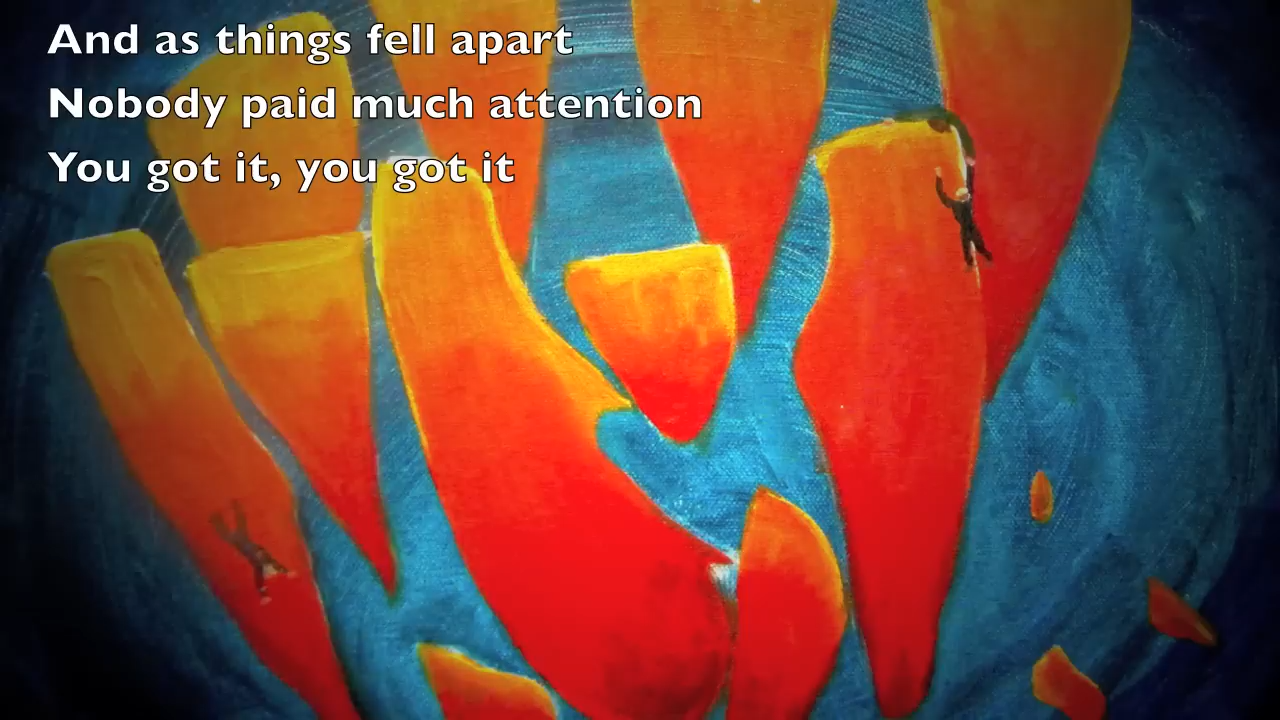 And as things fell apart
Nobody paid much attention
You got it, you got it